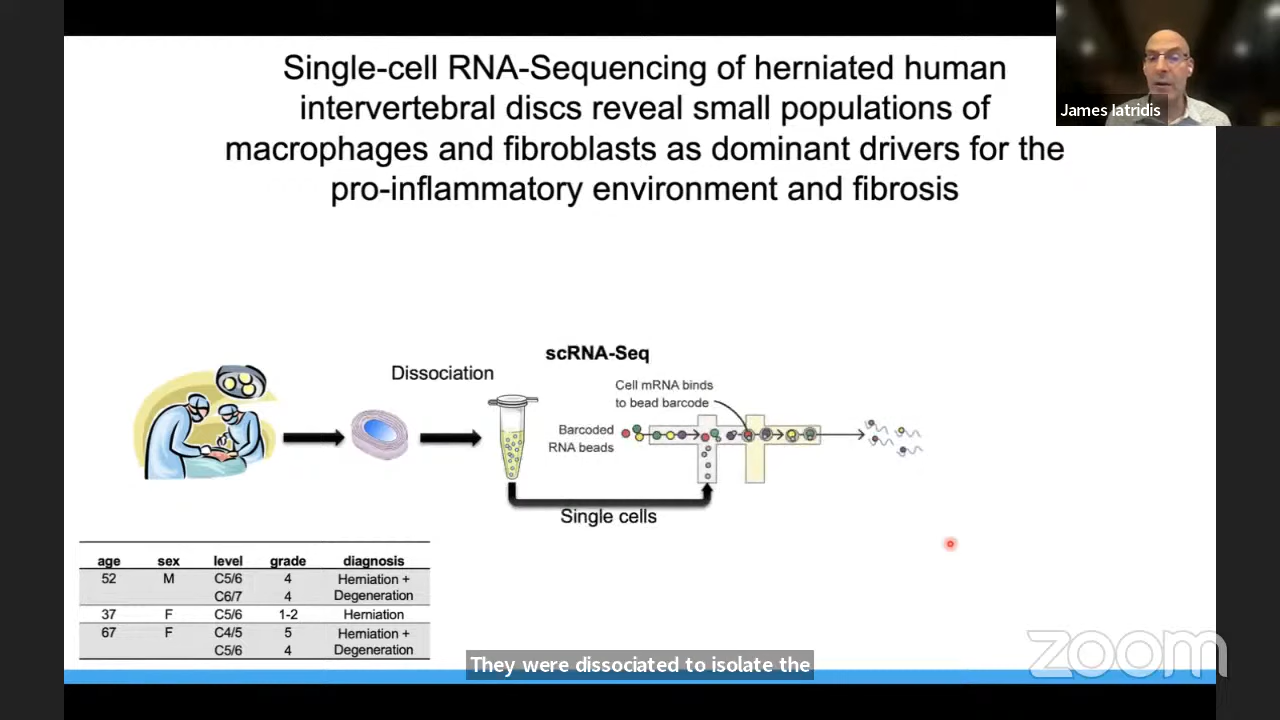 Single-cell RNA-Sequencing of herniated human
intervertebral discs reveal small populations of
macrophages and fibroblasts as dominant drivers for the
pro-inflammatory environment and fibrosis
James Iatridis
scRNA-Seq
Dissociation
Cell mRNA binds
to bead barcode
Barcoded
RNA beads
Single cells
age sex level grade diagnosis
52 M C5/6 4 Herniation +
C6/7 4 Degeneration
37 F C5/6 1-2 Herniation
67 F C4/5 5 Herniation +
C5/6 4 Degeneration
They were dissociated to isolate the
zoom